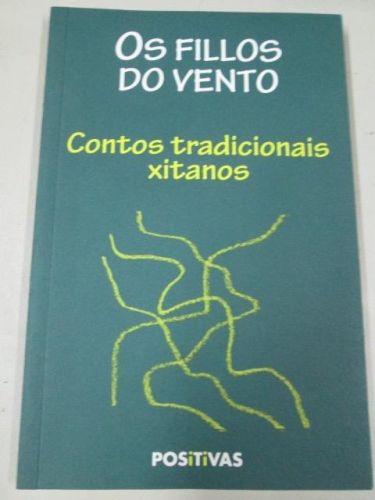 OS FILLOS
DO VENTO
Contos tradicionais
xitanos
POSiTiVAS